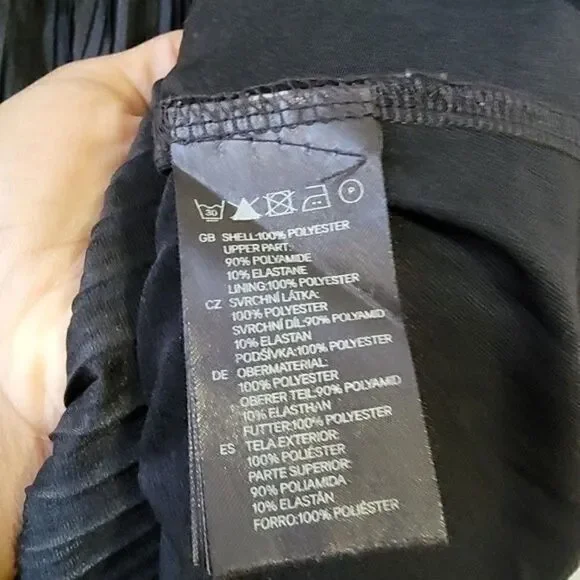 30 P
GB SHELL:100% POLYESTER
UPPER PART:
90% POLYAMIDE
10% ELASTANE
LINING:100% POLYESTER
CZ SVRCHNÍ LÁTKA:
100% POLYESTER
SVRCHNÍ DÍL:90% POLYAMID
10% ELASTAN
PODŠÍVKA:100% POLYESTER
DE OBERMATERIAL:
100% POLYESTER
OBERER TEIL:90% POLYAMID
10% ELASTHAN
FUTTER:100% POLYESTER
ES TELA EXTERIOR:
100% POLIÉSTER
PARTE SUPERIOR:
90% POLIAMIDA
10% ELASTÁN
FORRO:100% POLIÉSTER